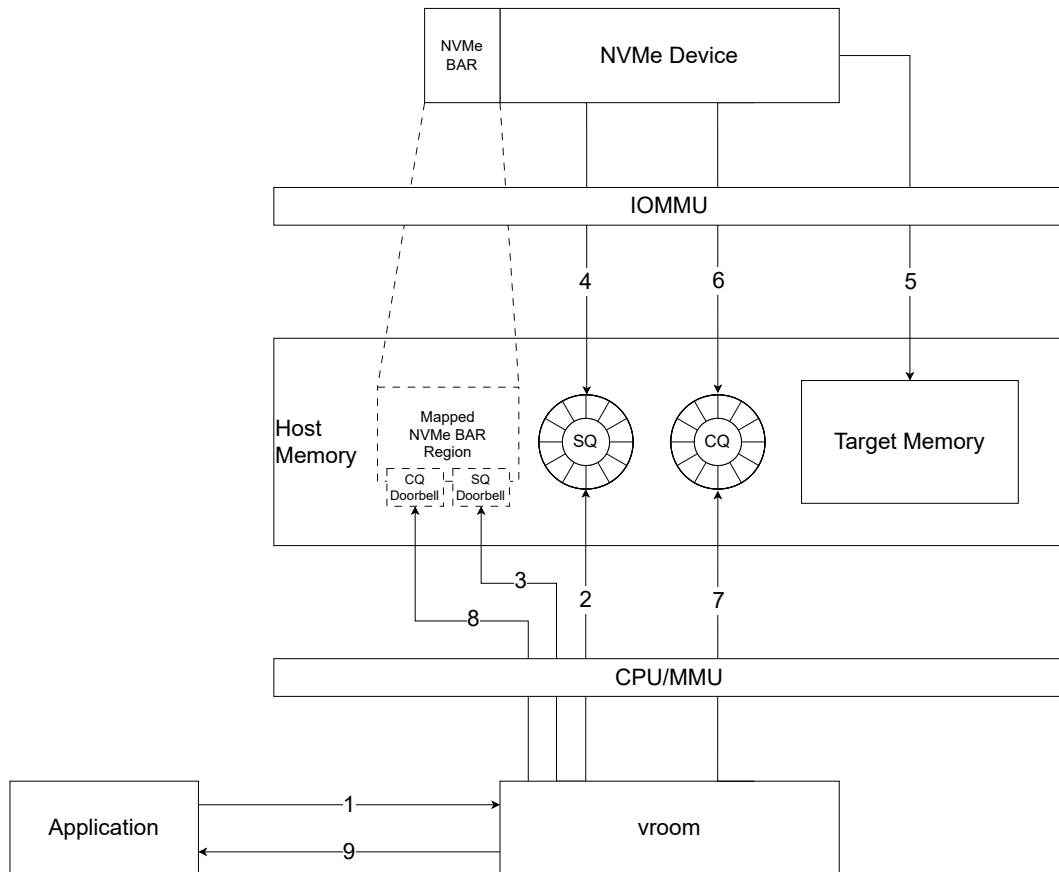 NVMe
BAR
NVMe Device
IOMMU
4
6
5
Host
Memory
Mapped
NVMe BAR
Region
CQ
Doorbell
SQ
Doorbell
SQ
CQ
Target Memory
3
2
7
8
CPU/MMU
Application
1
9
vroom